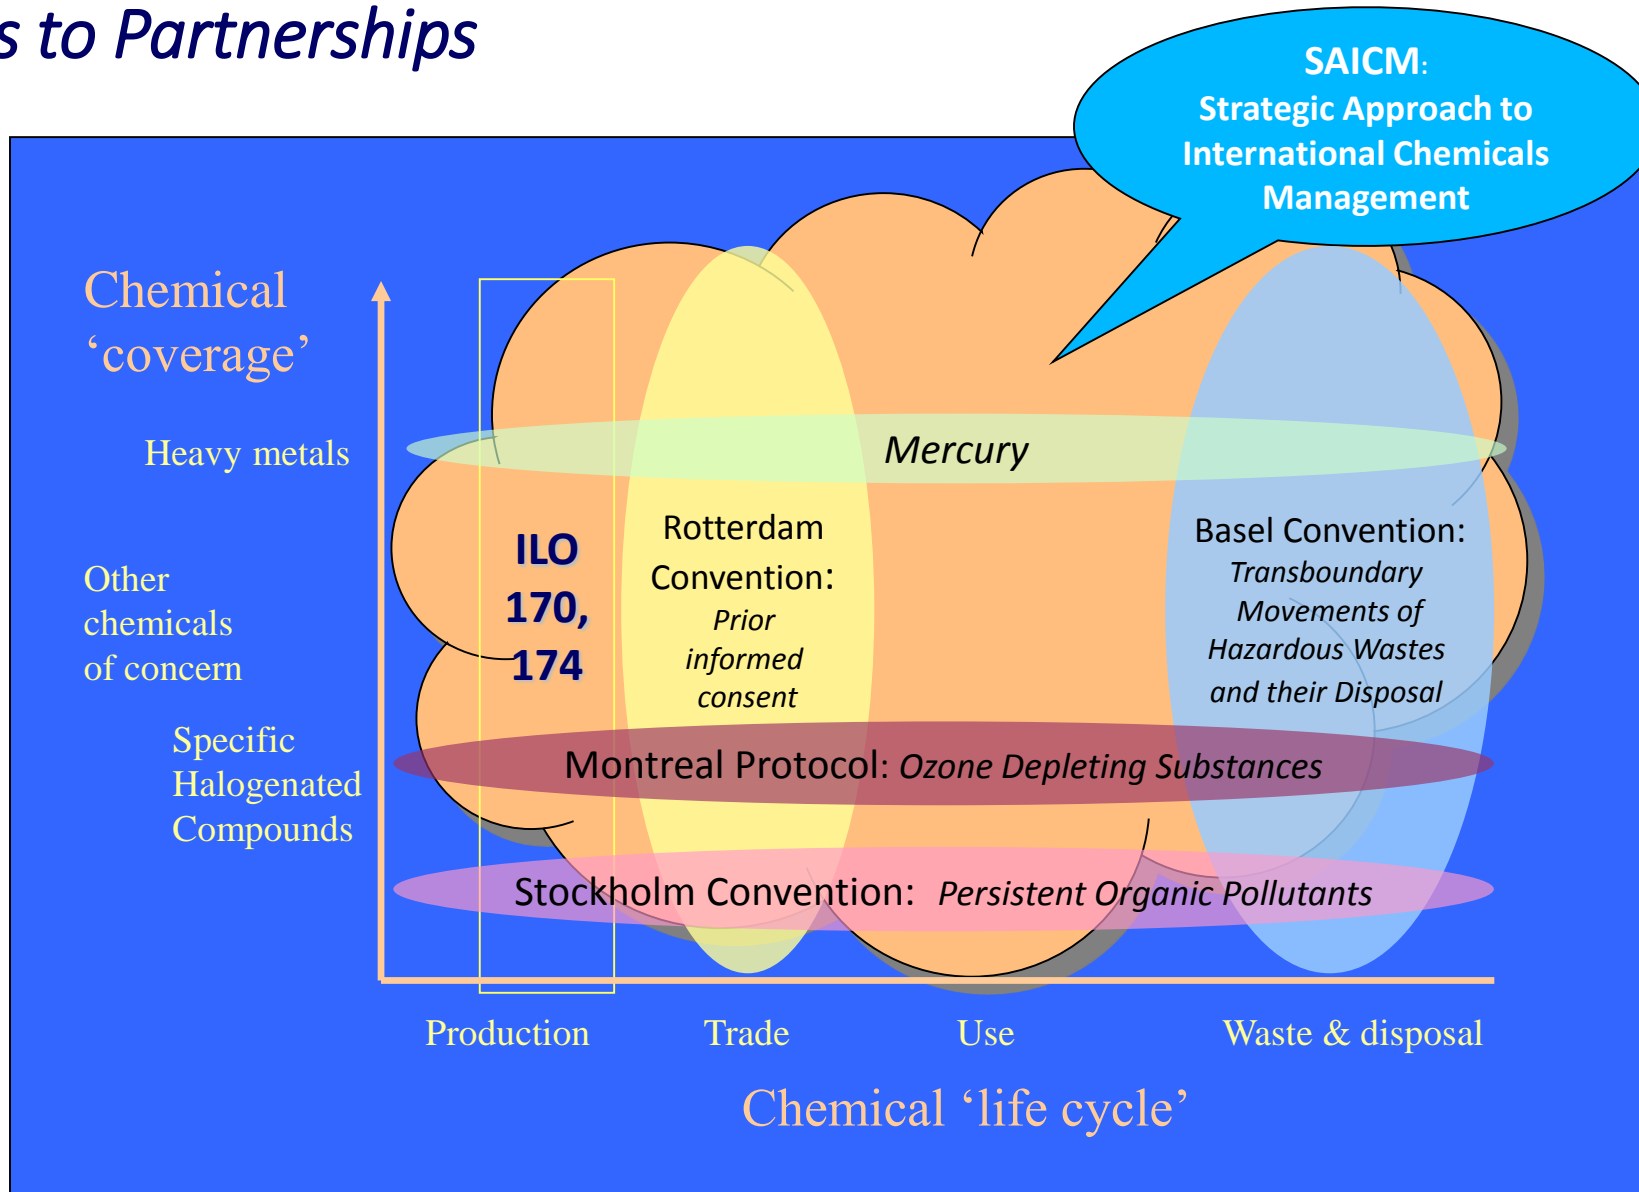 s to Partnerships
SAICM:
Strategic Approach to
International Chemicals
Management
Chemical
‘coverage’
Heavy metals
Mercury
Other
chemicals
of concern
ILO
170,
174
Rotterdam
Convention:
Prior
informed
consent
Basel Convention:
Transboundary
Movements of
Hazardous Wastes
and their Disposal
Specific
Halogenated
Compounds
Montreal Protocol: Ozone Depleting Substances
Stockholm Convention: Persistent Organic Pollutants
Production
Trade
Use
Waste & disposal
Chemical ‘life cycle’